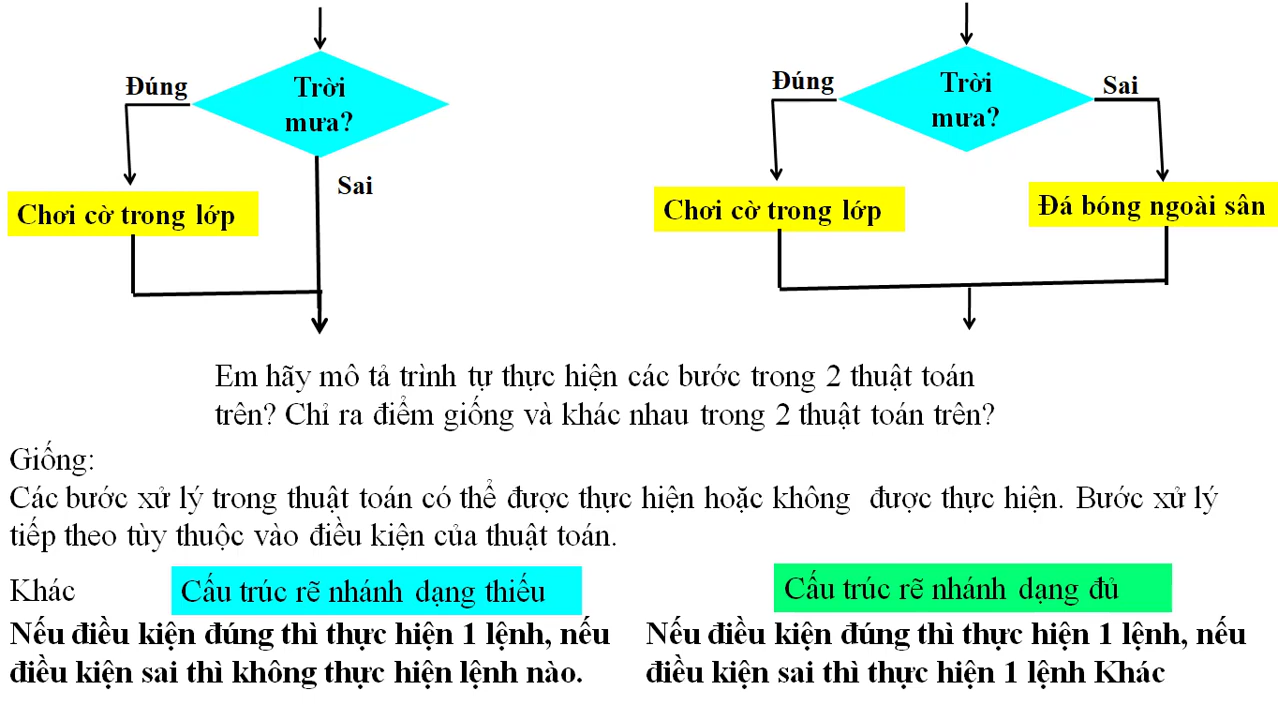 Đúng
Trời
mưa?
Sai
Chơi cờ trong lớp
Đúng
Trời
mưa?
Sai
Chơi cờ trong lớp
Đá bóng ngoài sân
Em hãy mô tả trình tự thực hiện các bước trong 2 thuật toán
trên? Chỉ ra điểm giống và khác nhau trong 2 thuật toán trên?
Giống:
Các bước xử lý trong thuật toán có thể được thực hiện hoặc không được thực hiện. Bước xử lý
tiếp theo tùy thuộc vào điều kiện của thuật toán.
Khác
Cấu trúc rẽ nhánh dạng thiếu
Nếu điều kiện đúng thì thực hiện 1 lệnh, nếu
điều kiện sai thì không thực hiện lệnh nào.
Cấu trúc rẽ nhánh dạng đủ
Nếu điều kiện đúng thì thực hiện 1 lệnh, nếu
điều kiện sai thì thực hiện 1 lệnh Khác